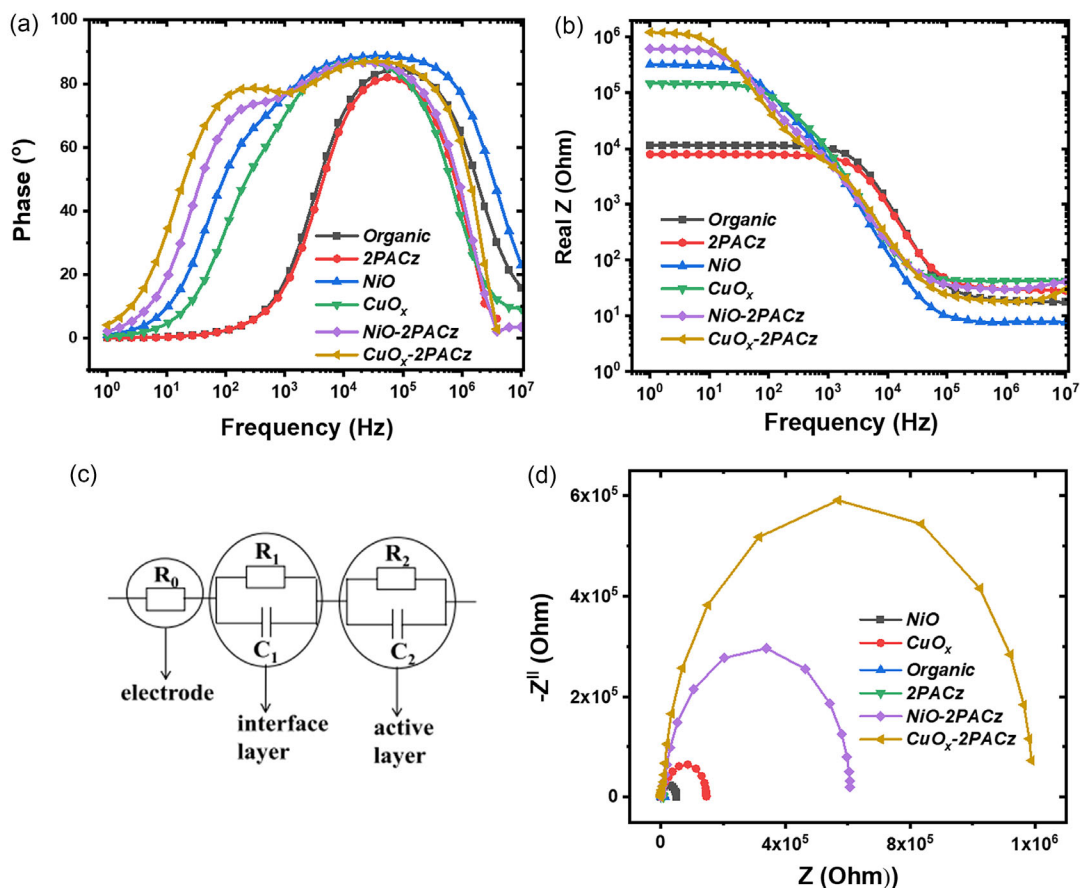 (a)
100
80
60
40
20
0
Phase (º)
Organic
2PACz
NiO
CuOₓ
NiO-2PACz
CuOₓ-2PACz
10⁰ 10¹ 10² 10³ 10⁴ 10⁵ 10⁶ 10⁷
Frequency (Hz)
(b)
10⁶
10⁵
10⁴
10³
10²
10¹
10⁰
Real Z (Ohm)
Organic
2PACz
NiO
CuOₓ
NiO-2PACz
CuOₓ-2PACz
10⁰ 10¹ 10² 10³ 10⁴ 10⁵ 10⁶ 10⁷
Frequency (Hz)
(c)
R₀ R₁ R₂
C₁ C₂
electrode
interface
layer
active
layer
(d)
6x10⁵
4x10⁵
2x10⁵
0
-Zᴵᴵ (Ohm)
NiO
CuOₓ
Organic
2PACz
NiO-2PACz
CuOₓ-2PACz
0 4x10⁵ 8x10⁵ 1x10⁶
Z (Ohm))